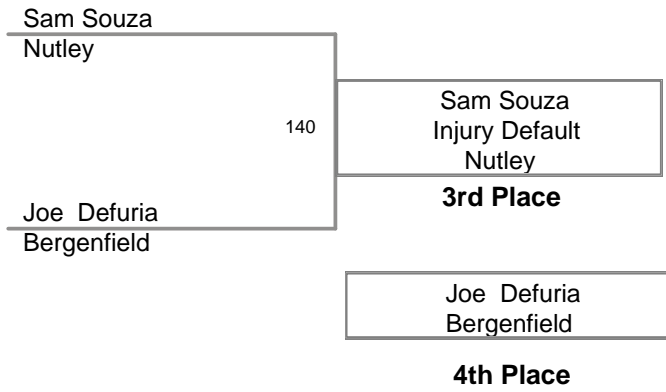 Sam Souza
Nutley
140
Sam Souza
Injury Default
Nutley
3rd Place
Joe Defuria
Bergenfield
Joe Defuria
Bergenfield
4th Place